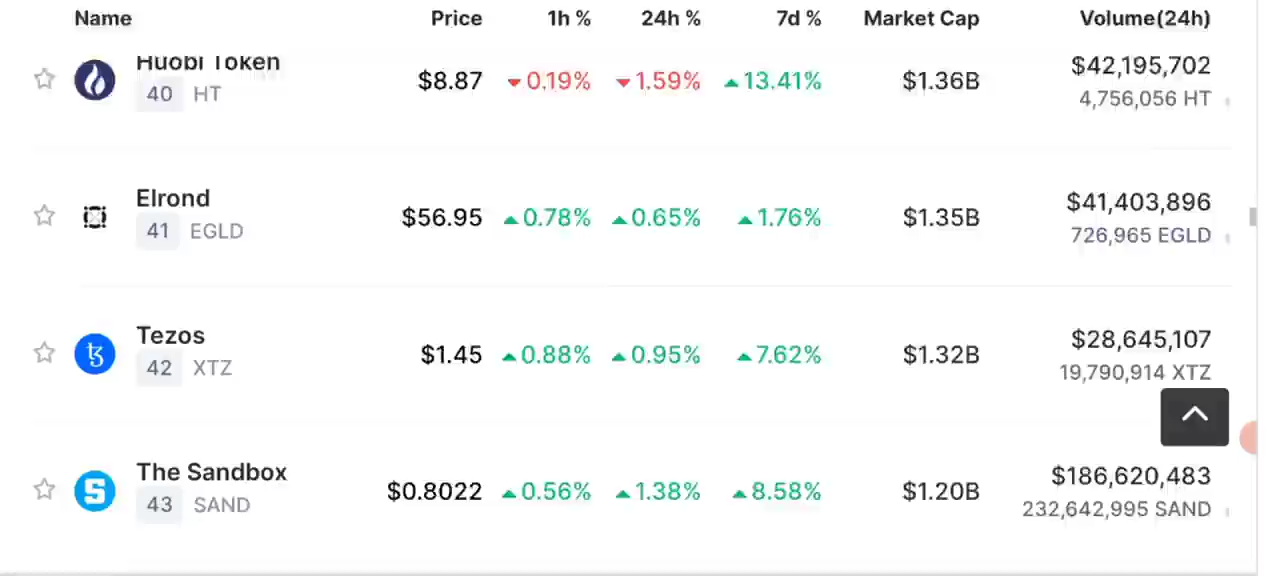 Name Price 1h % 24h % 7d % Market Cap Volume(24h)
Huobi Token $8.87 0.19% 1.59% 13.41% $1.36B $42,195,702
40 HT 4,756,056 HT
Elrond $56.95 0.78% 0.65% 1.76% $1.35B $41,403,896
41 EGLD 726,965 EGLD
Tezos $1.45 0.88% 0.95% 7.62% $1.32B $28,645,107
42 XTZ 19,790,914 XTZ
The Sandbox $0.8022 0.56% 1.38% 8.58% $1.20B $186,620,483
43 SAND 232,642,995 SAND